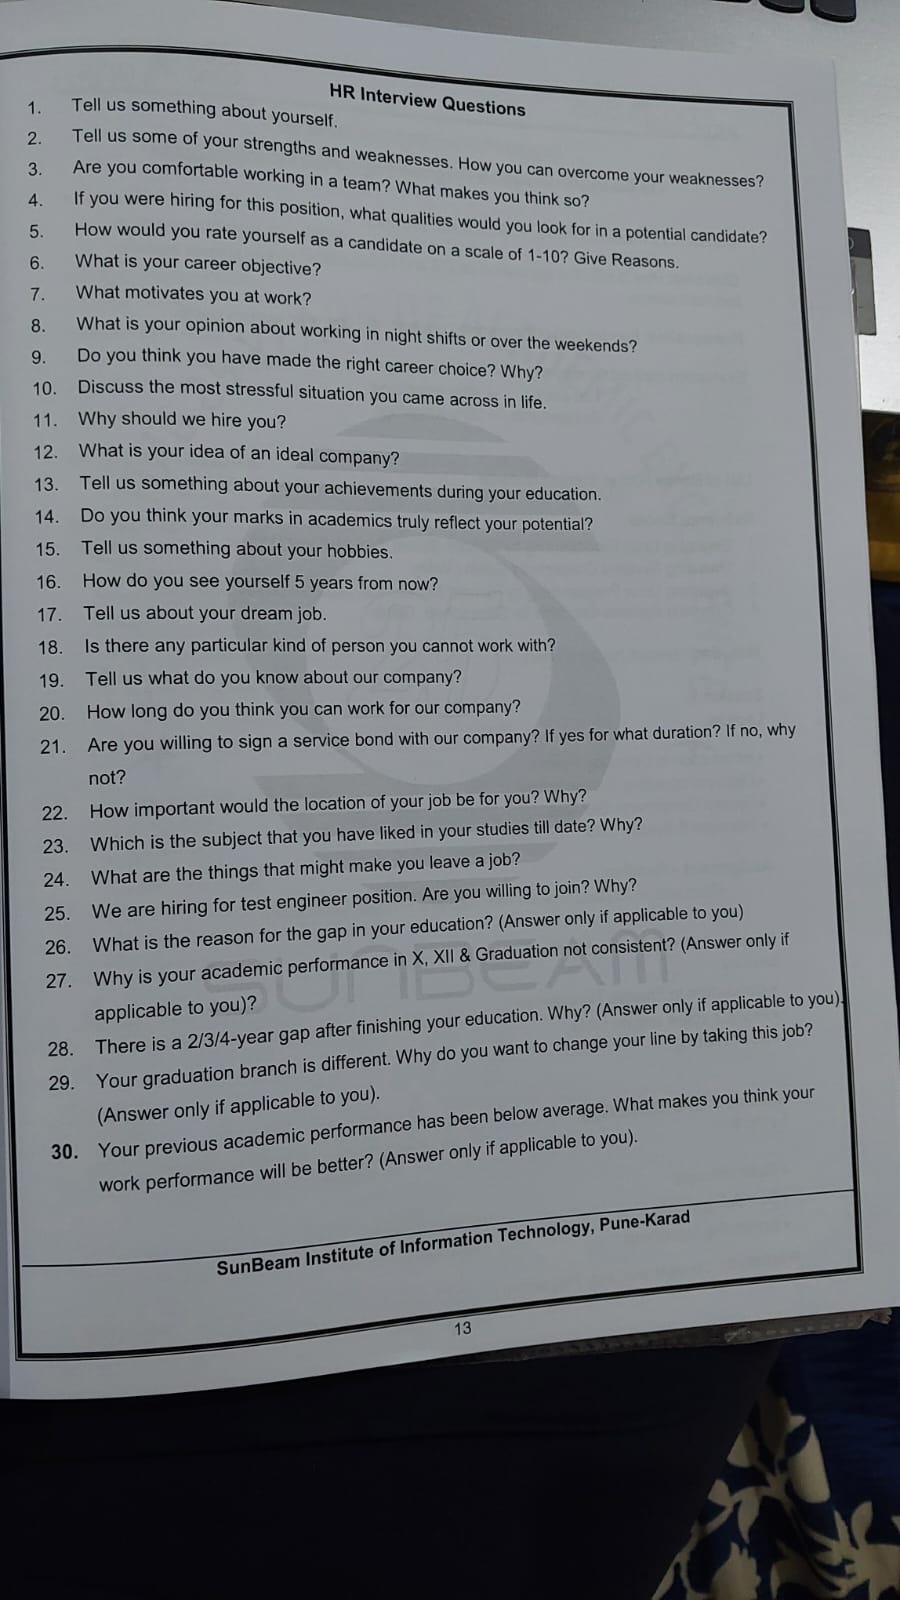 HR Interview Questions
1. Tell us something about yourself.
2. Tell us some of your strengths and weaknesses. How you can overcome your weaknesses?
3. Are you comfortable working in a team? What makes you think so?
4. If you were hiring for this position, what qualities would you look for in a potential candidate?
5. How would you rate yourself as a candidate on a scale of 1-10? Give Reasons.
6. What is your career objective?
7. What motivates you at work?
8. What is your opinion about working in night shifts or over the weekends?
9. Do you think you have made the right career choice? Why?
10. Discuss the most stressful situation you came across in life.
11. Why should we hire you?
12. What is your idea of an ideal company?
13. Tell us something about your achievements during your education.
14. Do you think your marks in academics truly reflect your potential?
15. Tell us something about your hobbies.
16. How do you see yourself 5 years from now?
17. Tell us about your dream job.
18. Is there any particular kind of person you cannot work with?
19. Tell us what do you know about our company?
20. How long do you think you can work for our company?
21. Are you willing to sign a service bond with our company? If yes for what duration? If no, why
not?
22. How important would the location of your job be for you? Why?
23. Which is the subject that you have liked in your studies till date? Why?
24. What are the things that might make you leave a job?
25. We are hiring for test engineer position. Are you willing to join? Why?
26. What is the reason for the gap in your education? (Answer only if applicable to you)
27. Why is your academic performance in X, XII & Graduation not consistent? (Answer only if
applicable to you)?
SUNBEAM
28. There is a 2/3/4-year gap after finishing your education. Why? (Answer only if applicable to you).
29. Your graduation branch is different. Why do you want to change your line by taking this job?
(Answer only if applicable to you).
30. Your previous academic performance has been below average. What makes you think your
work performance will be better? (Answer only if applicable to you).
SunBeam Institute of Information Technology, Pune-Karad
13